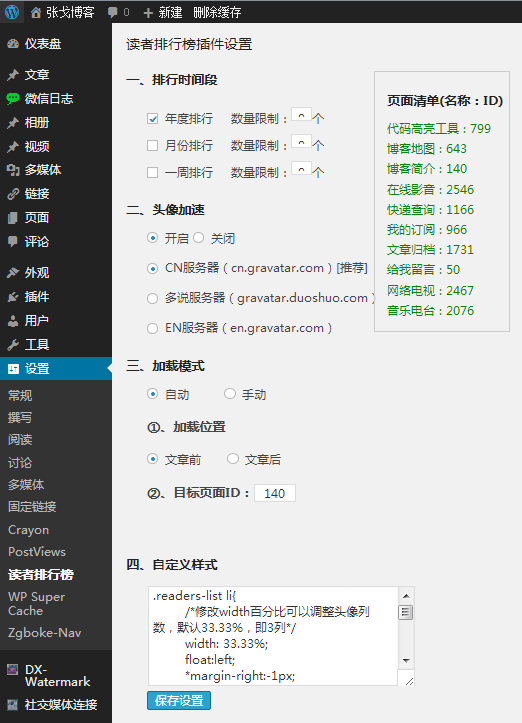 张戈博客 0 新建 删除缓存
仪表盘
文章
微信日志
相册
视频
多媒体
链接
页面
评论
外观
插件
用户
工具
设置
常规
撰写
阅读
讨论
多媒体
固定链接
Crayon
PostViews
读者排行榜
WP Super
Cache
Zgboke-Nav
DX-
Watermark
社交媒体连接
读者排行榜插件设置
一、排行时间段
年度排行 数量限制： 个
月份排行 数量限制： 个
一周排行 数量限制： 个
二、头像加速
开启 关闭
CN服务器（cn.gravatar.com）[推荐]
多说服务器（gravatar.duoshuo.com）
EN服务器（en.gravatar.com）
三、加载模式
自动 手动
①、加载位置
文章前 文章后
②、目标页面ID： 140
四、自定义样式
.readers-list li{
/*修改width百分比可以调整头像列
数，默认33.33%，即3列*/
width: 33.33%;
float:left;
*margin-right:-1px;
保存设置
页面清单(名称：ID)
代码高亮工具：799
博客地图：643
博客简介：140
在线影音：2546
快递查询：1166
我的订阅：966
文章归档：1731
给我留言：50
网络电视：2467
音乐电台：2076